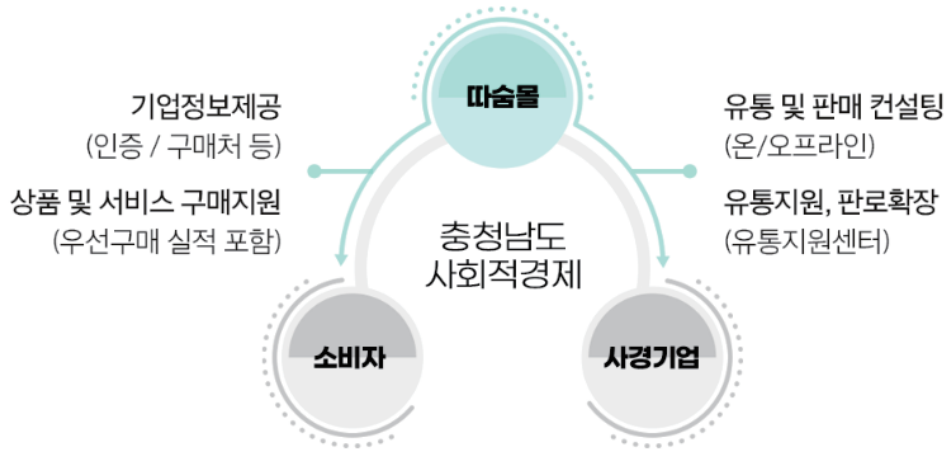 따숨몰
기업정보제공
(인증 / 구매처 등)
상품 및 서비스 구매지원
(우선구매 실적 포함)
유통 및 판매 컨설팅
(온/오프라인)
유통지원, 판로확장
(유통지원센터)
충청남도
사회적경제
소비자
사경기업